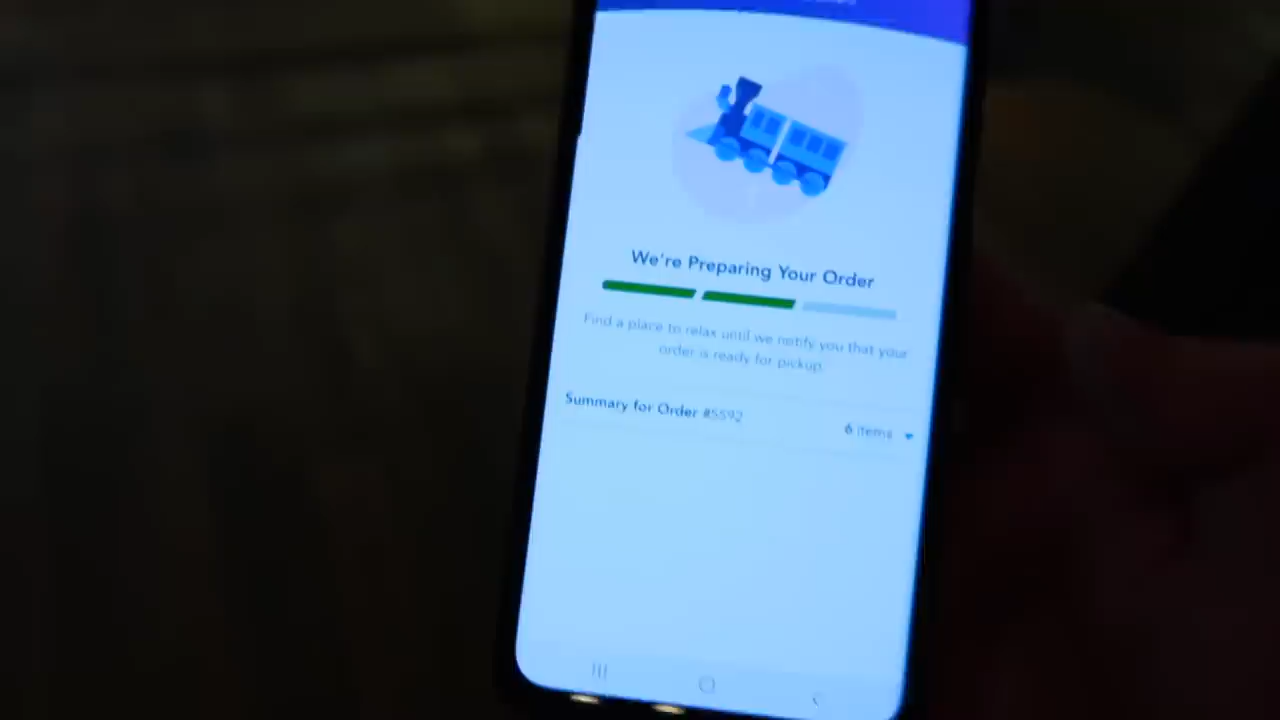 We're Preparing Your Order
Find a place to relax until we notify you that your
order is ready for pickup.
Summary for Order #5592
6 items